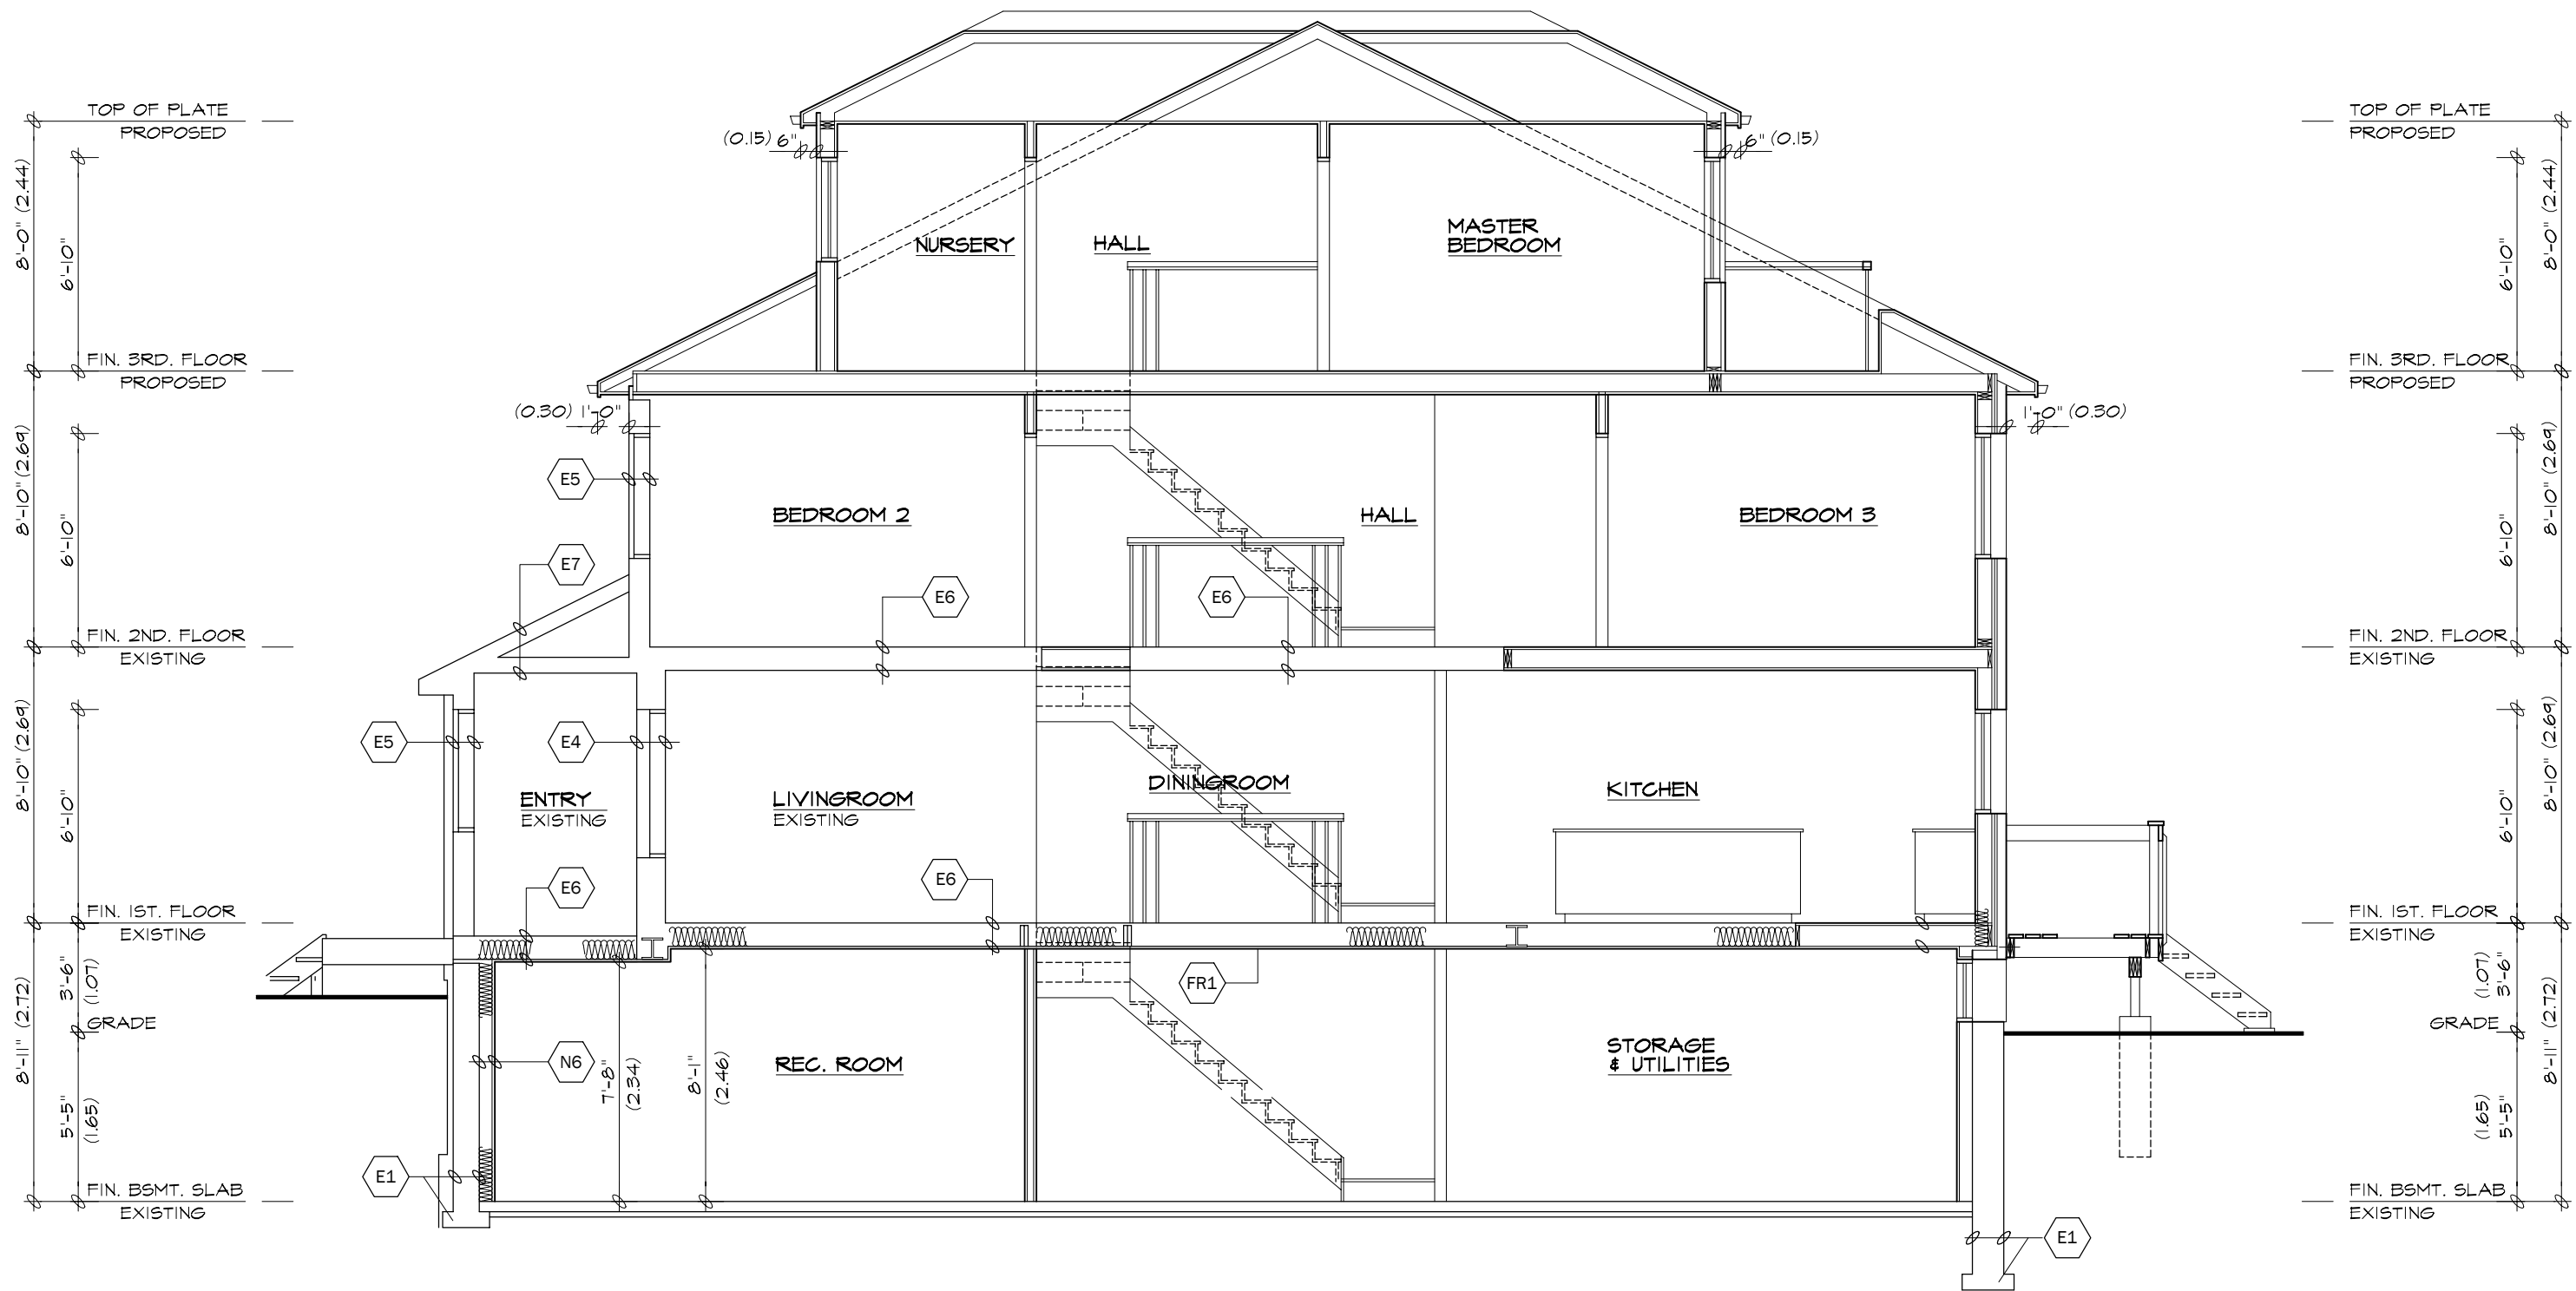 TOP OF PLATE
PROPOSED
TOP OF PLATE
PROPOSED
(0.15) 6"
6" (0.15)
8'-0" (2.44)
6'-10"
6'-10"
8'-0" (2.44)
NURSERY
HALL
MASTER
BEDROOM
FIN. 3RD. FLOOR
PROPOSED
FIN. 3RD. FLOOR
PROPOSED
(0.30) 1'-0"
1'-0" (0.30)
8'-10" (2.69)
6'-10"
6'-10"
8'-10" (2.69)
E5
BEDROOM 2
HALL
BEDROOM 3
E7
E6
E6
FIN. 2ND. FLOOR
EXISTING
FIN. 2ND. FLOOR
EXISTING
8'-10" (2.69)
6'-10"
6'-10"
8'-10" (2.69)
E5
E4
ENTRY
EXISTING
LIVINGROOM
EXISTING
DININGROOM
KITCHEN
E6
E6
FIN. 1ST. FLOOR
EXISTING
FIN. 1ST. FLOOR
EXISTING
3'-6"
(1.07)
(1.07)
3'-6"
FR1
GRADE
GRADE
8'-11" (2.72)
8'-11" (2.72)
N6
7'-8"
(2.34)
8'-1"
(2.46)
REC. ROOM
STORAGE
& UTILITIES
5'-5"
(1.65)
(1.65)
5'-5"
E1
FIN. BSMT. SLAB
EXISTING
FIN. BSMT. SLAB
EXISTING
E1